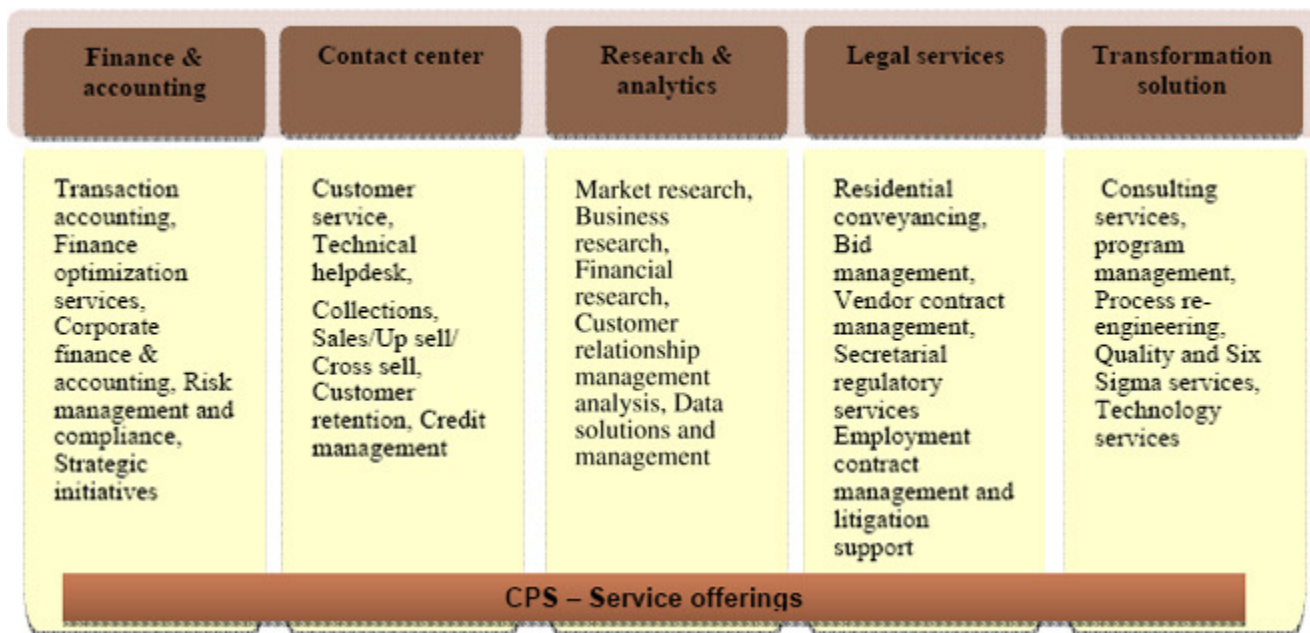 Finance &
accounting
Contact center
Research &
analytics
Legal services
Transformation
solution
Transaction
accounting,
Finance
optimization
services,
Corporate
finance &
accounting, Risk
management and
compliance,
Strategic
initiatives
Customer
service,
Technical
helpdesk,
Collections,
Sales/Up sell/
Cross sell,
Customer
retention, Credit
management
Market research,
Business
research,
Financial
research,
Customer
relationship
management
analysis, Data
solutions and
management
Residential
conveyancing,
Bid
management,
Vendor contract
management,
Secretarial
regulatory
services
Employment
contract
management and
litigation
support
Consulting
services,
program
management,
Process re-
engineering,
Quality and Six
Sigma services,
Technology
services
CPS – Service offerings